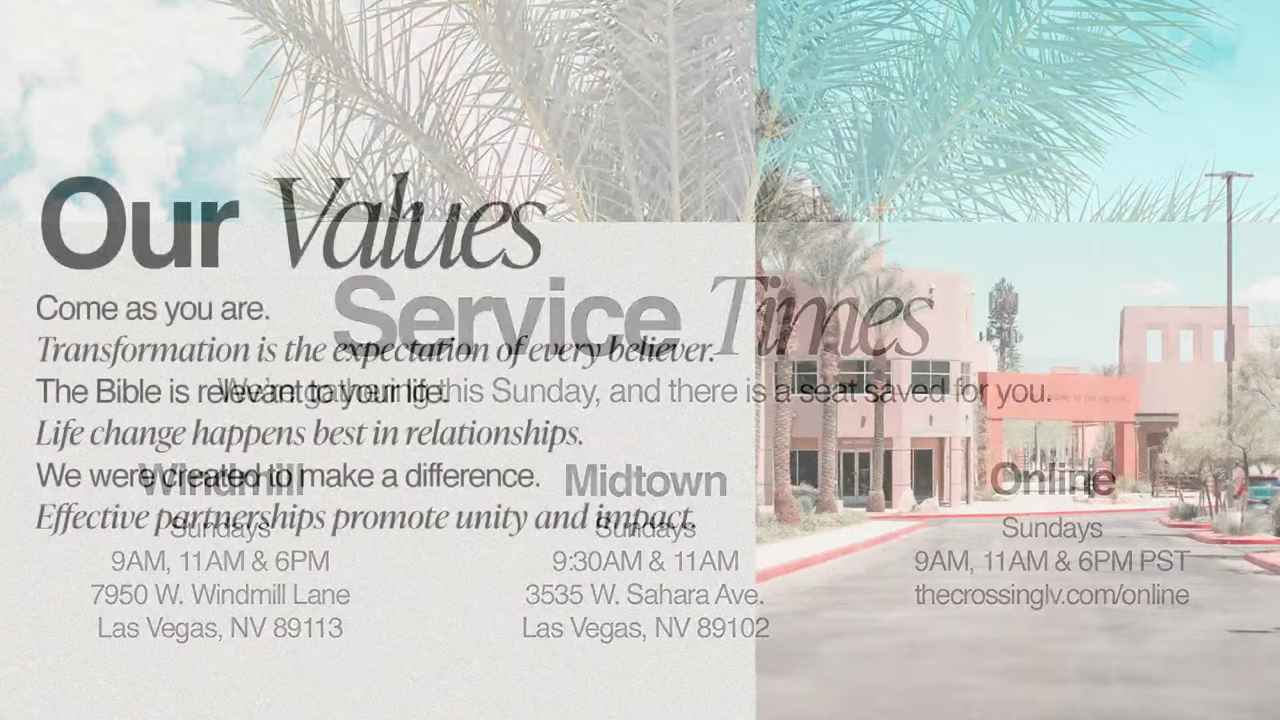 Our Values
Come as you are.
Transformation is the expectation of every believer.
The Bible is relevant to your life.
Life change happens best in relationships.
We were created to make a difference.
Effective partnerships promote unity and impact.
Service Times
We're gathering this Sunday, and there is a seat saved for you.
Windmill
Sundays
9AM, 11AM & 6PM
7950 W. Windmill Lane
Las Vegas, NV 89113
Midtown
Sundays
9:30AM & 11AM
3535 W. Sahara Ave.
Las Vegas, NV 89102
Online
Sundays
9AM, 11AM & 6PM PST
thecrossinglv.com/online